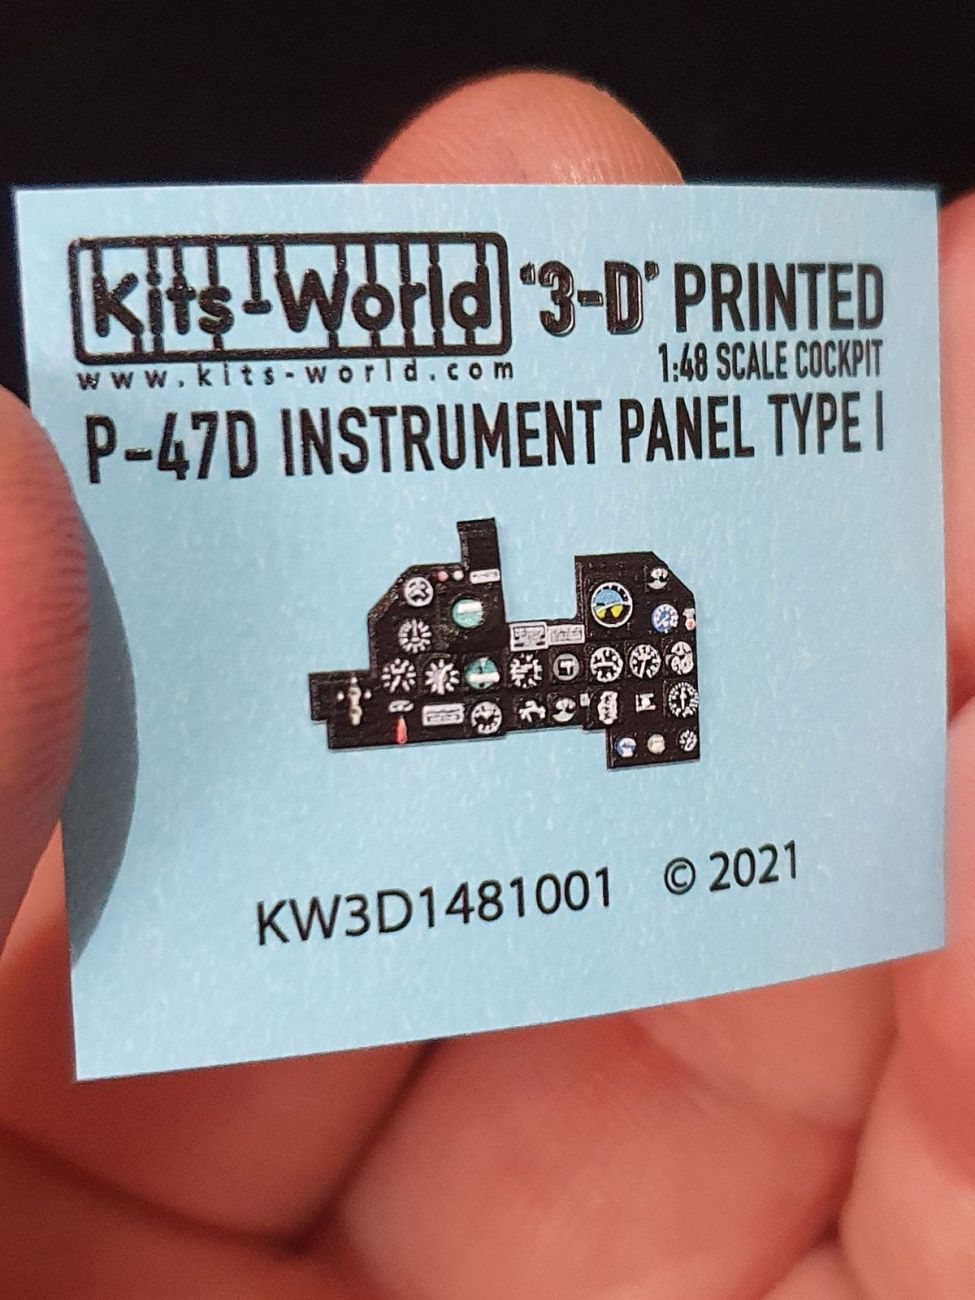 Kits-World
www.kits-world.com
"3-D" PRINTED
1:48 SCALE COCKPIT
P-47D INSTRUMENT PANEL TYPE I
KW3D1481001 © 2021